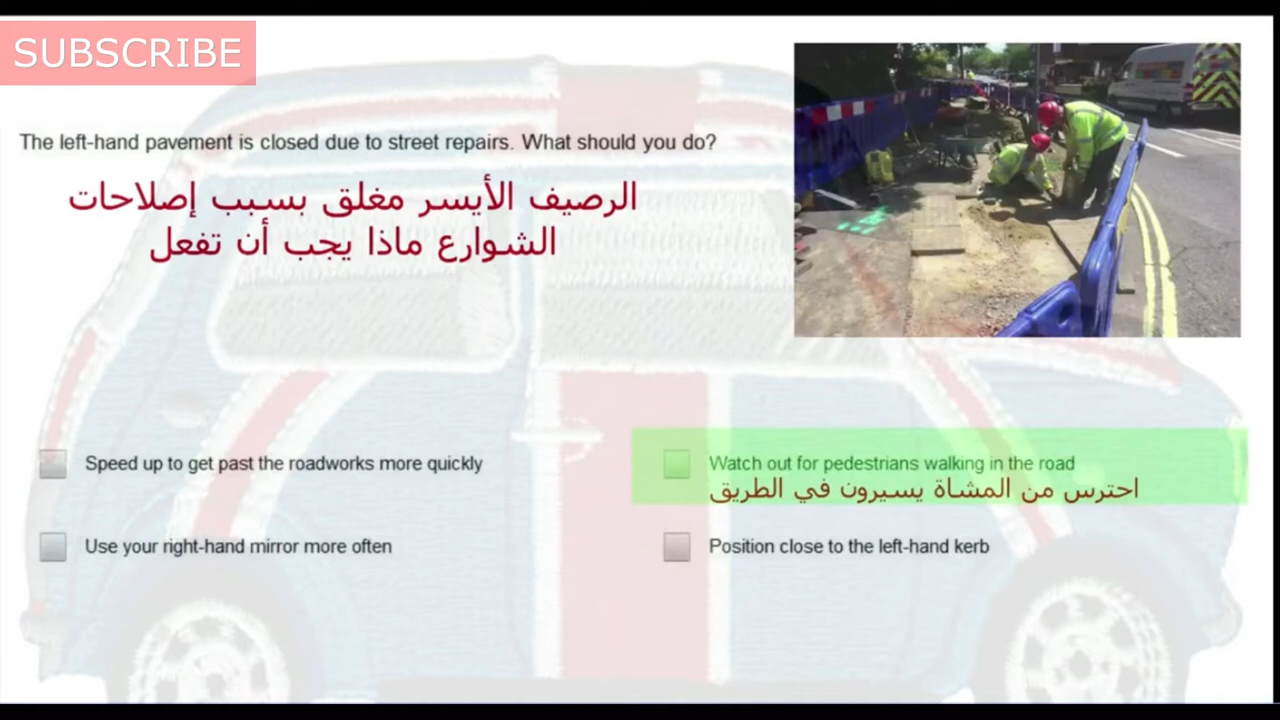 SUBSCRIBE
The left-hand pavement is closed due to street repairs. What should you do?
الرصيف الأيسر مغلق بسبب إصلاحات
الشوارع ماذا يجب أن تفعل
Speed up to get past the roadworks more quickly
Watch out for pedestrians walking in the road
احترس من المشاة يسيرون في الطريق
Use your right-hand mirror more often
Position close to the left-hand kerb